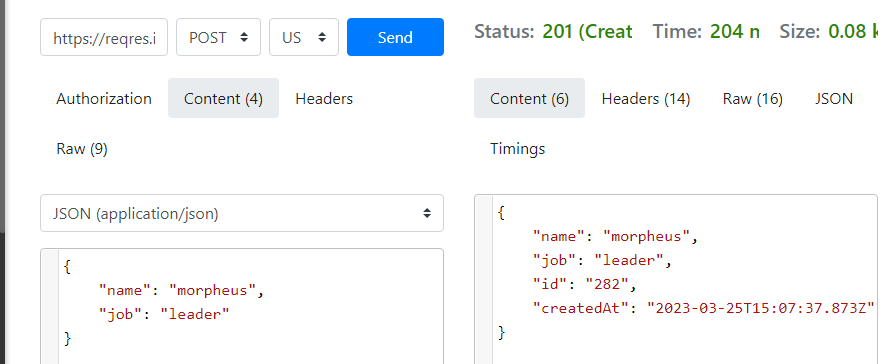 https://reqres.i POST US Send
Authorization Content (4) Headers
Raw (9)
JSON (application/json)
{
"name": "morpheus",
"job": "leader"
}
Status: 201 (Creat Time: 204 n Size: 0.08 k
Content (6) Headers (14) Raw (16) JSON
Timings
{
"name": "morpheus",
"job": "leader",
"id": "282",
"createdAt": "2023-03-25T15:07:37.873Z"
}